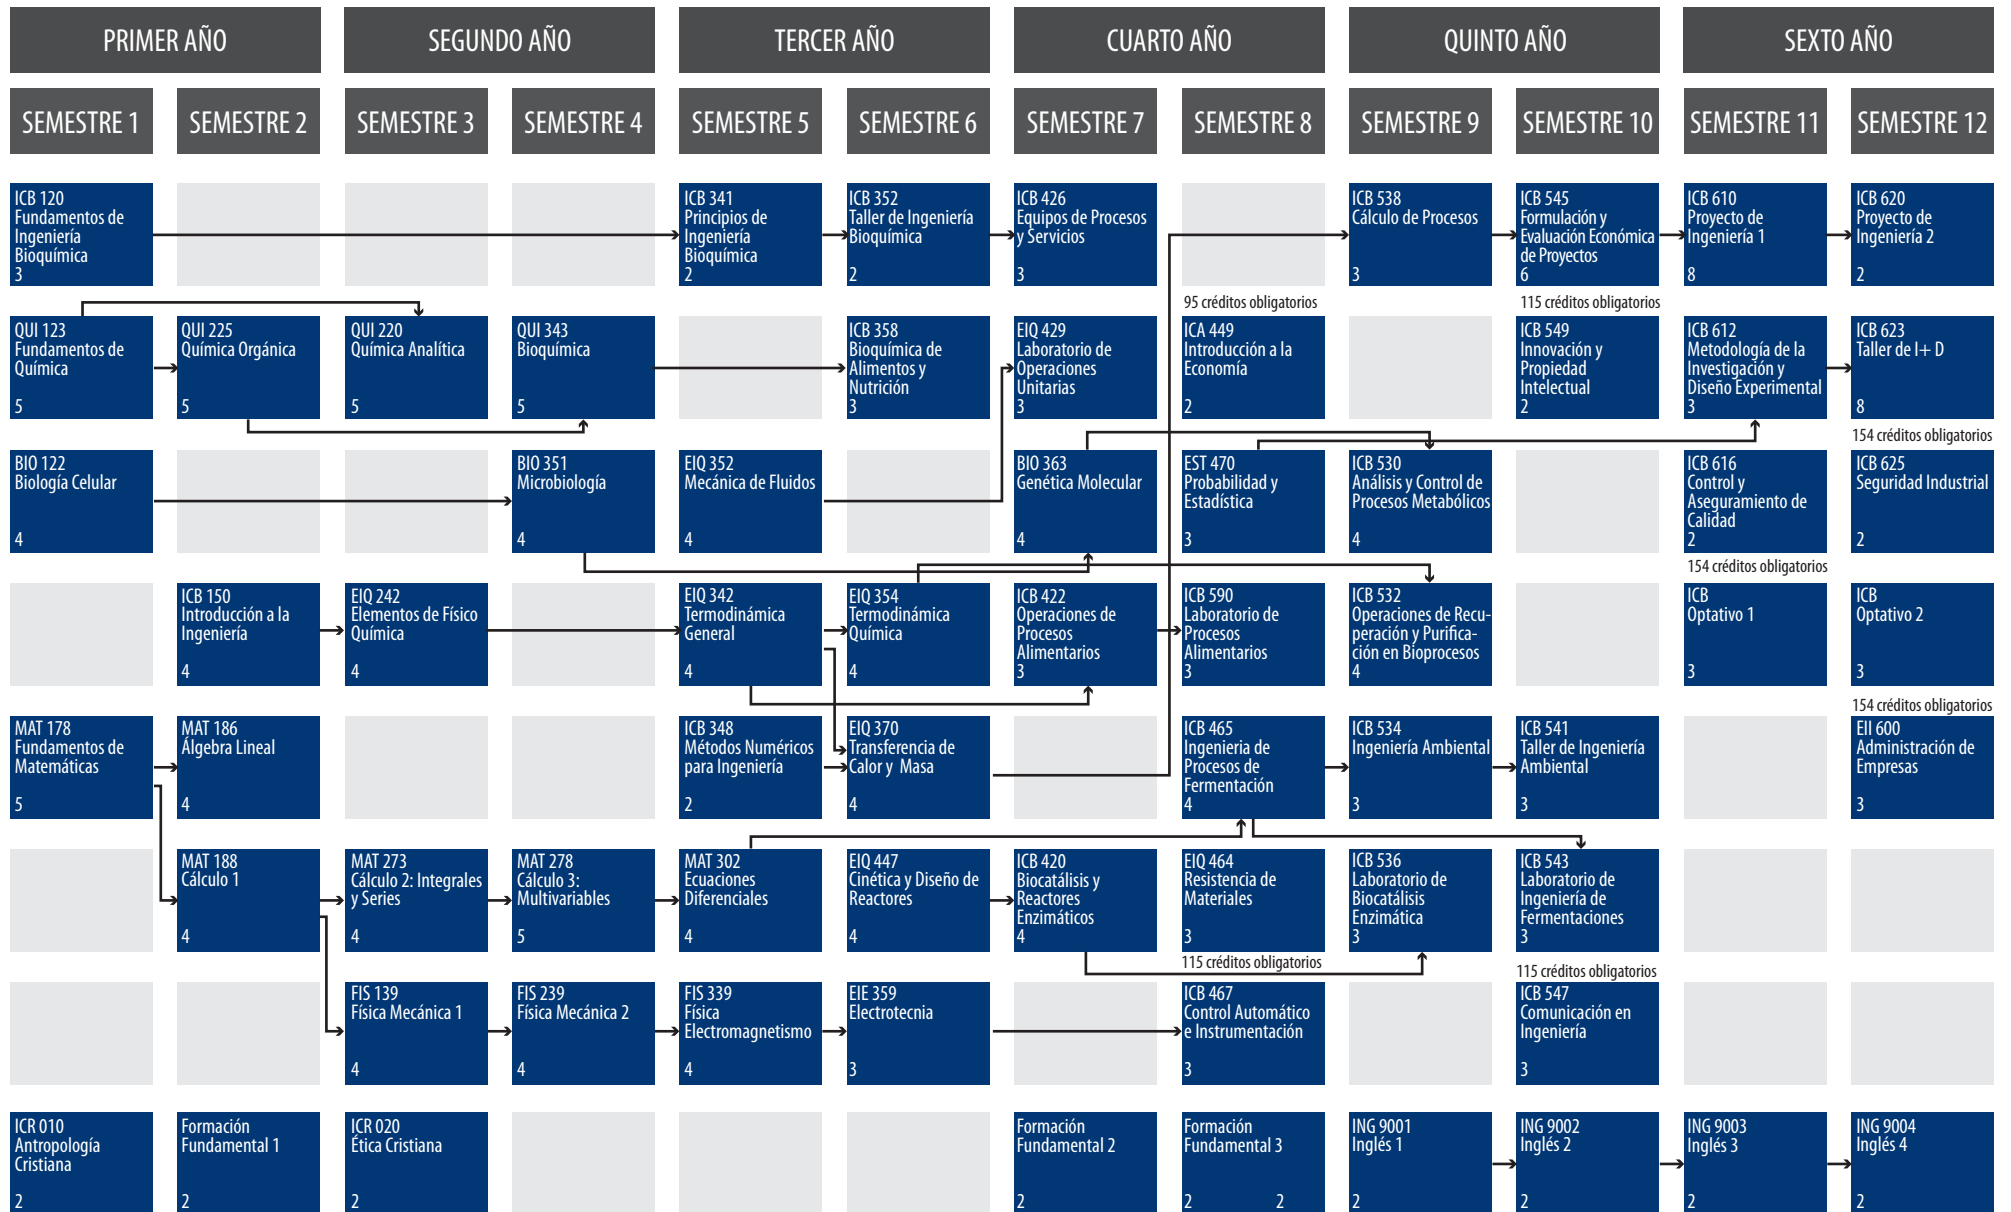 PRIMER AÑO
SEGUNDO AÑO
TERCER AÑO
CUARTO AÑO
QUINTO AÑO
SEXTO AÑO
SEMESTRE 1
SEMESTRE 2
SEMESTRE 3
SEMESTRE 4
SEMESTRE 5
SEMESTRE 6
SEMESTRE 7
SEMESTRE 8
SEMESTRE 9
SEMESTRE 10
SEMESTRE 11
SEMESTRE 12
ICB 120
Fundamentos de
Ingeniería
Bioquímica
3
ICB 341
Principios de
Ingeniería
Bioquímica
2
ICB 352
Taller de Ingeniería
Bioquímica
2
ICB 426
Equipos de Procesos
y Servicios
3
ICB 538
Cálculo de Procesos
3
ICB 545
Formulación y
Evaluación Económica
de Proyectos
6
ICB 610
Proyecto de
Ingeniería 1
8
ICB 620
Proyecto de
Ingeniería 2
2
95 créditos obligatorios
115 créditos obligatorios
QUI 123
Fundamentos de
Química
5
QUI 225
Química Orgánica
5
QUI 220
Química Analítica
5
QUI 343
Bioquímica
5
ICB 358
Bioquímica de
Alimentos y
Nutrición
3
EIQ 429
Laboratorio de
Operaciones
Unitarias
3
ICA 449
Introducción a la
Economía
2
ICB 549
Innovación y
Propiedad
Intelectual
2
ICB 612
Metodología de la
Investigación y
Diseño Experimental
3
ICB 623
Taller de I+ D
8
154 créditos obligatorios
BIO 122
Biología Celular
4
BIO 351
Microbiología
4
EIQ 352
Mecánica de Fluidos
4
BIO 363
Genética Molecular
4
EST 470
Probabilidad y
Estadística
3
ICB 530
Análisis y Control de
Procesos Metabólicos
4
ICB 616
Control y
Aseguramiento de
Calidad
2
ICB 625
Seguridad Industrial
2
154 créditos obligatorios
ICB 150
Introducción a la
Ingeniería
4
EIQ 242
Elementos de Físico
Química
4
EIQ 342
Termodinámica
General
4
EIQ 354
Termodinámica
Química
4
ICB 422
Operaciones de
Procesos
Alimentarios
3
ICB 590
Laboratorio de
Procesos
Alimentarios
3
ICB 532
Operaciones de Recu-
peración y Purifica-
ción en Bioprocesos
4
ICB
Optativo 1
3
ICB
Optativo 2
3
154 créditos obligatorios
MAT 178
Fundamentos de
Matemáticas
5
MAT 186
Álgebra Lineal
4
ICB 348
Métodos Numéricos
para Ingeniería
2
EIQ 370
Transferencia de
Calor y Masa
4
ICB 465
Ingenieria de
Procesos de
Fermentación
4
ICB 534
Ingeniería Ambiental
3
ICB 541
Taller de Ingeniería
Ambiental
3
EII 600
Administración de
Empresas
3
MAT 188
Cálculo 1
4
MAT 273
Cálculo 2: Integrales
y Series
4
MAT 278
Cálculo 3:
Multivariables
5
MAT 302
Ecuaciones
Diferenciales
4
EIQ 447
Cinética y Diseño de
Reactores
4
ICB 420
Biocatálisis y
Reactores
Enzimáticos
4
EIQ 464
Resistencia de
Materiales
3
ICB 536
Laboratorio de
Biocatálisis
Enzimática
3
ICB 543
Laboratorio de
Ingeniería de
Fermentaciones
3
115 créditos obligatorios
115 créditos obligatorios
FIS 139
Física Mecánica 1
4
FIS 239
Física Mecánica 2
4
FIS 339
Física
Electromagnetismo
4
EIE 359
Electrotecnia
3
ICB 467
Control Automático
e Instrumentación
3
ICB 547
Comunicación en
Ingeniería
3
ICR 010
Antropología
Cristiana
2
Formación
Fundamental 1
2
ICR 020
Ética Cristiana
2
Formación
Fundamental 2
2
Formación
Fundamental 3
2 2
ING 9001
Inglés 1
2
ING 9002
Inglés 2
2
ING 9003
Inglés 3
2
ING 9004
Inglés 4
2